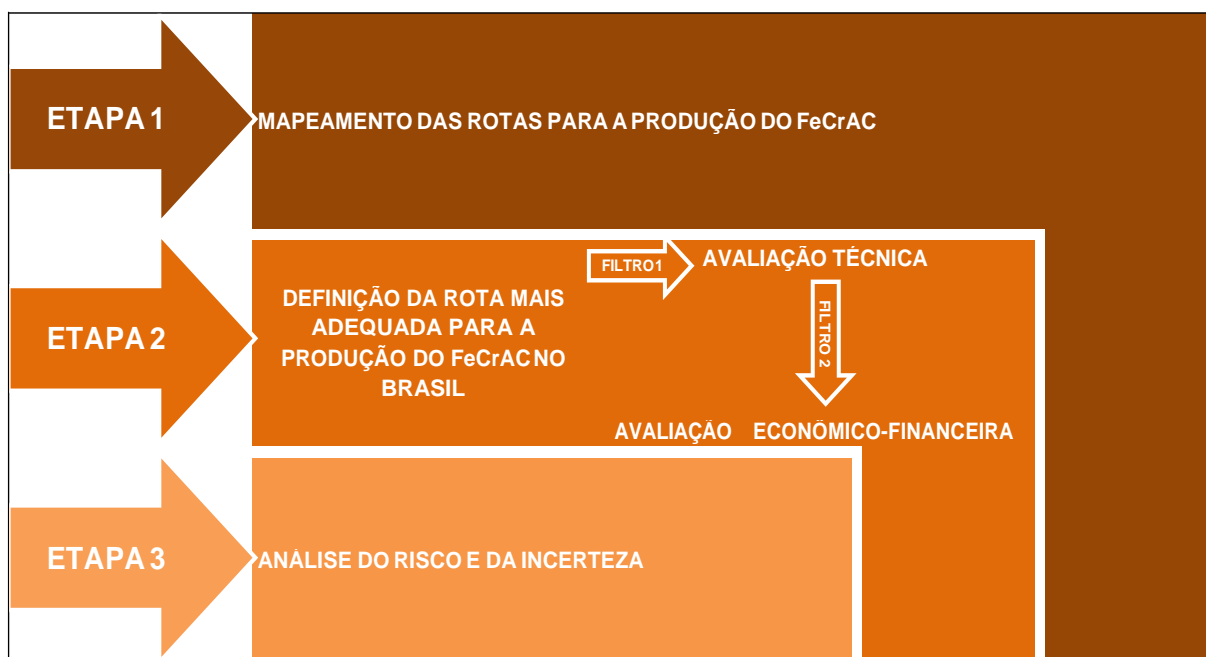 ETAPA 1
MAPEAMENTO DAS ROTAS PARA A PRODUÇÃO DO FeCrAC
ETAPA 2
DEFINIÇÃO DA ROTA MAIS
ADEQUADA PARA A
PRODUÇÃO DO FeCrAC NO
BRASIL
FILTRO1
AVALIAÇÃO TÉCNICA
FILTRO 2
AVALIAÇÃO ECONÔMICO-FINANCEIRA
ETAPA 3
ANÁLISE DO RISCO E DA INCERTEZA